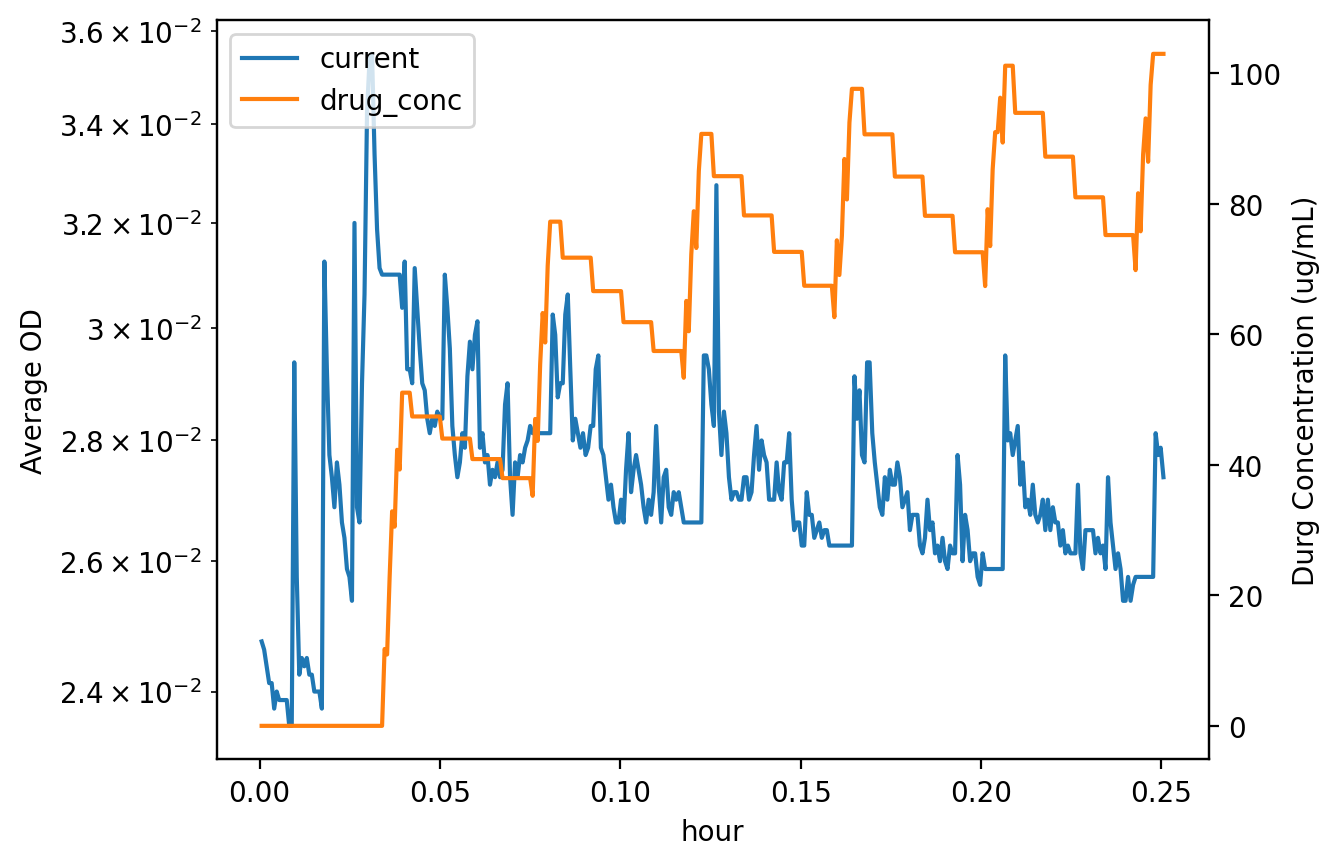 3.6 × 10⁻²
3.4 × 10⁻²
3.2 × 10⁻²
3 × 10⁻²
2.8 × 10⁻²
2.6 × 10⁻²
2.4 × 10⁻²
Average OD
current
drug_conc
100
80
60
40
20
0
Durg Concentration (ug/mL)
0.00 0.05 0.10 0.15 0.20 0.25
hour